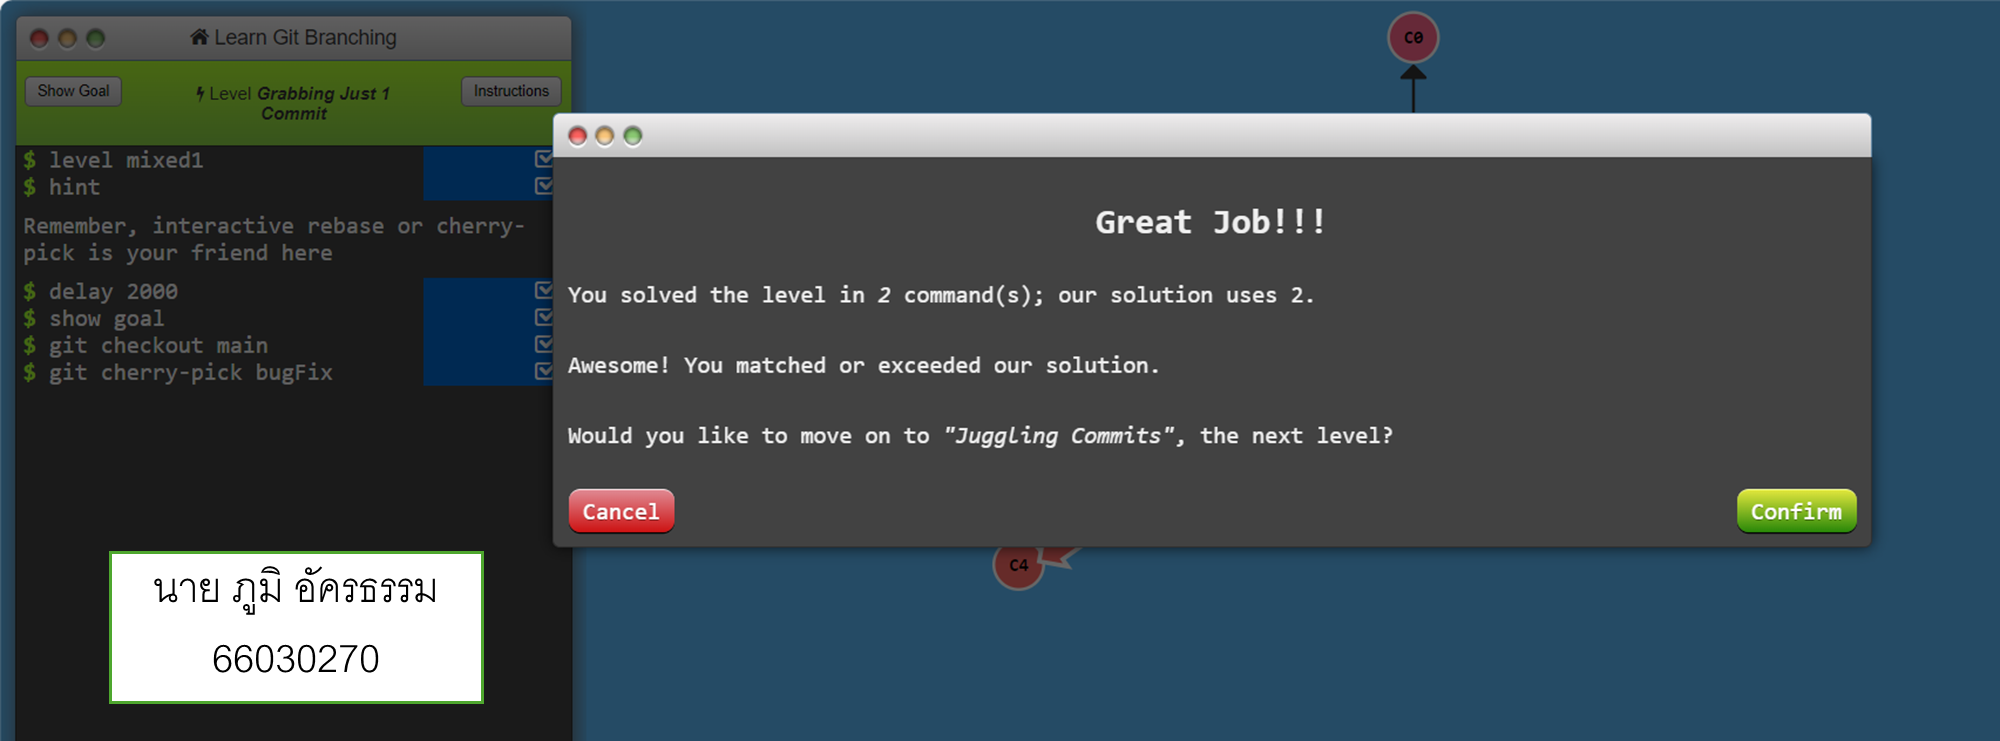 Learn Git Branching
Show Goal
Level Grabbing Just 1
Commit
Instructions
$ level mixed1
$ hint
Remember, interactive rebase or cherry-
pick is your friend here
$ delay 2000
$ show goal
$ git checkout main
$ git cherry-pick bugFix
นาย ภูมิ อัครธรรม
66030270
C0
Great Job!!!
You solved the level in 2 command(s); our solution uses 2.
Awesome! You matched or exceeded our solution.
Would you like to move on to "Juggling Commits", the next level?
Cancel
Confirm
C4